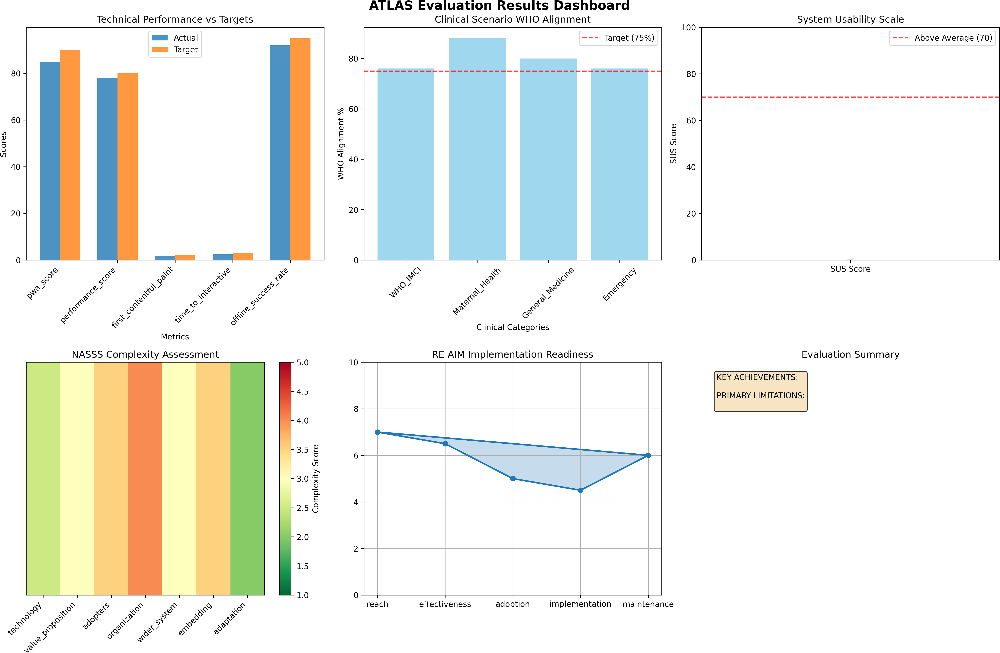 ATLAS Evaluation Results Dashboard
Technical Performance vs Targets
Actual
Target
Scores
80
60
40
20
0
pwa_score
performance_score
first_contentful_paint
time_to_interactive
offline_success_rate
Metrics
Clinical Scenario WHO Alignment
Target (75%)
WHO Alignment %
80
60
40
20
0
WHO_IMCI
Maternal_Health
General_Medicine
Emergency
Clinical Categories
System Usability Scale
Above Average (70)
SUS Score
100
80
60
40
20
0
SUS Score
NASSS Complexity Assessment
technology
value_proposition
adopters
organization
wider_system
embedding
adaptation
5.0
4.5
4.0
3.5
3.0
2.5
2.0
1.5
1.0
Complexity Score
RE-AIM Implementation Readiness
10
8
6
4
2
0
reach
effectiveness
adoption
implementation
maintenance
Evaluation Summary
KEY ACHIEVEMENTS:
PRIMARY LIMITATIONS: